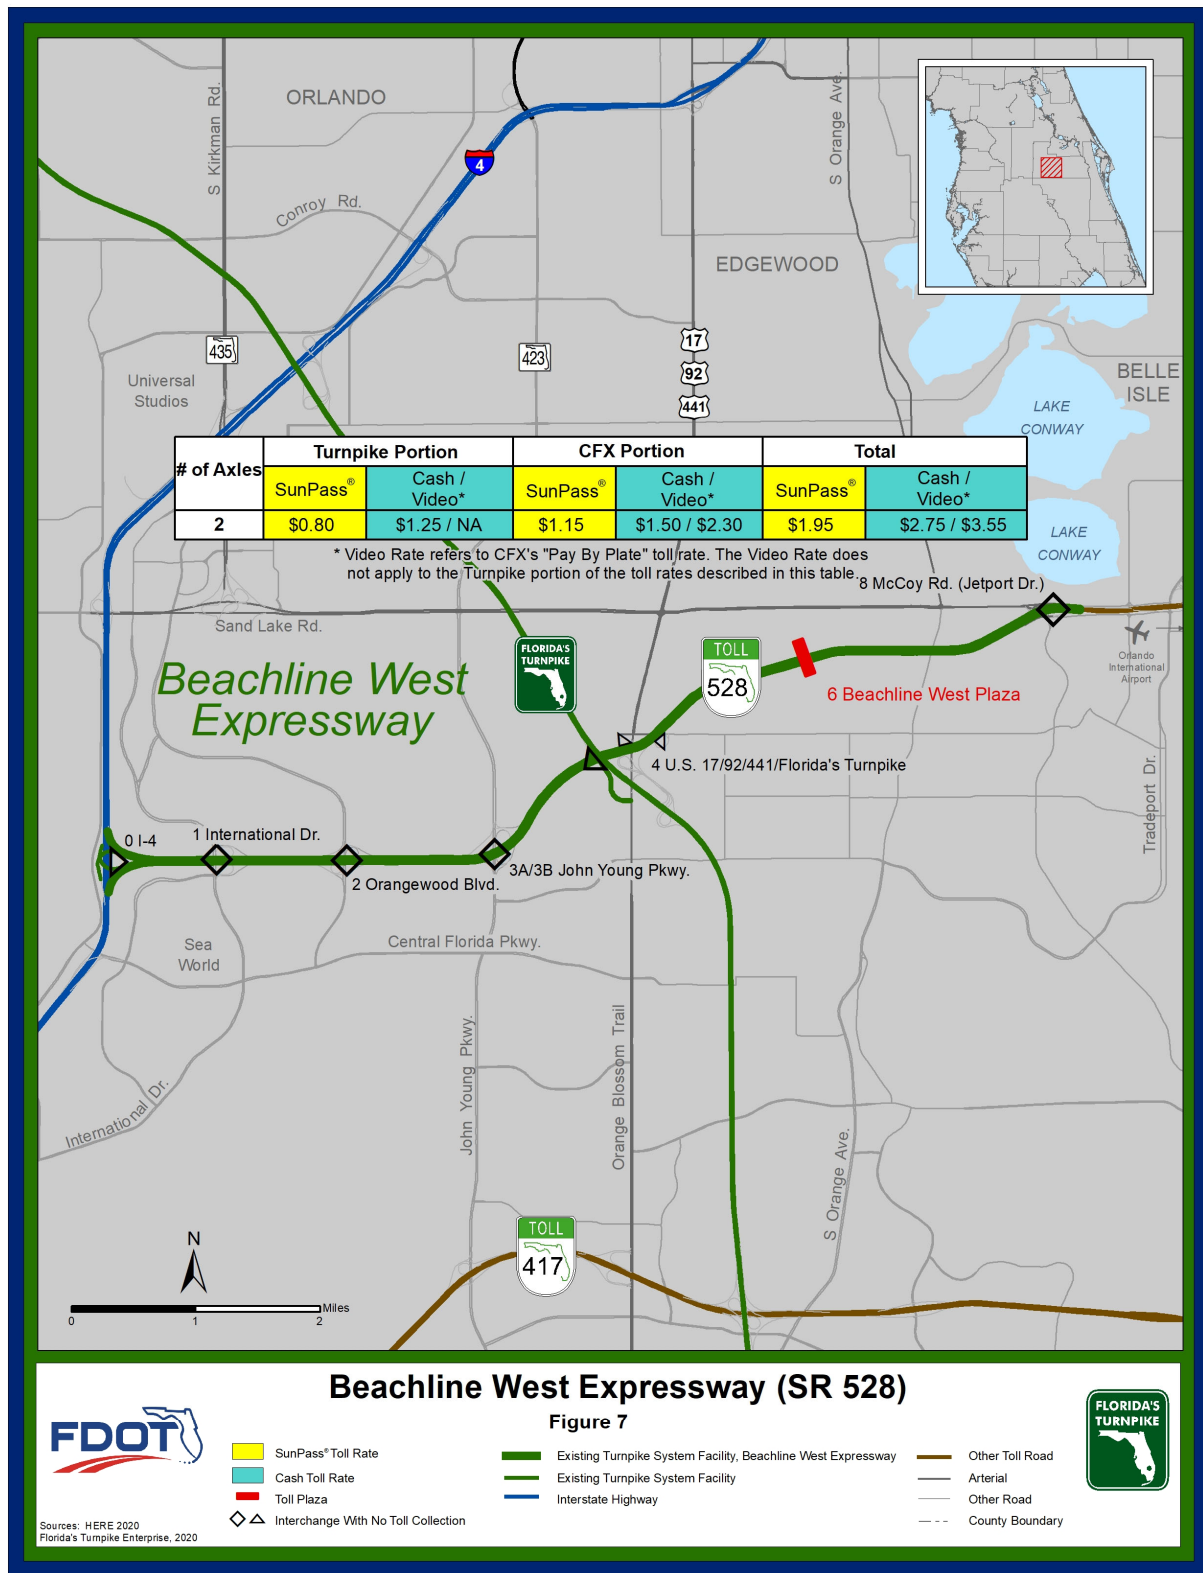 ORLANDO
S Kirkman Rd.
S Orange Ave.
4
Conroy Rd.
EDGEWOOD
435
423
17
92
441
Universal
Studios
BELLE
ISLE
LAKE
CONWAY
# of Axles
Turnpike Portion
CFX Portion
Total
SunPass®
Cash /
Video*
SunPass®
Cash /
Video*
SunPass®
Cash /
Video*
2
$0.80
$1.25 / NA
$1.15
$1.50 / $2.30
$1.95
$2.75 / $3.55
* Video Rate refers to CFX's "Pay By Plate" toll rate. The Video Rate does
not apply to the Turnpike portion of the toll rates described in this table.
LAKE
CONWAY
8 McCoy Rd. (Jetport Dr.)
Sand Lake Rd.
Orlando
International
Airport
FLORIDA'S
TURNPIKE
TOLL
528
Beachline West
Expressway
6 Beachline West Plaza
4 U.S. 17/92/441/Florida's Turnpike
Tradeport Dr.
0 I-4
1 International Dr.
2 Orangewood Blvd.
3A/3B John Young Pkwy.
Sea
World
Central Florida Pkwy.
John Young Pkwy.
Orange Blossom Trail
International Dr.
S Orange Ave.
TOLL
417
N
Miles
0
1
2
Beachline West Expressway (SR 528)
Figure 7
FDOT
SunPass® Toll Rate
Cash Toll Rate
Toll Plaza
Interchange With No Toll Collection
Existing Turnpike System Facility, Beachline West Expressway
Existing Turnpike System Facility
Interstate Highway
Other Toll Road
Arterial
Other Road
County Boundary
FLORIDA'S
TURNPIKE
Sources: HERE 2020
Florida's Turnpike Enterprise, 2020